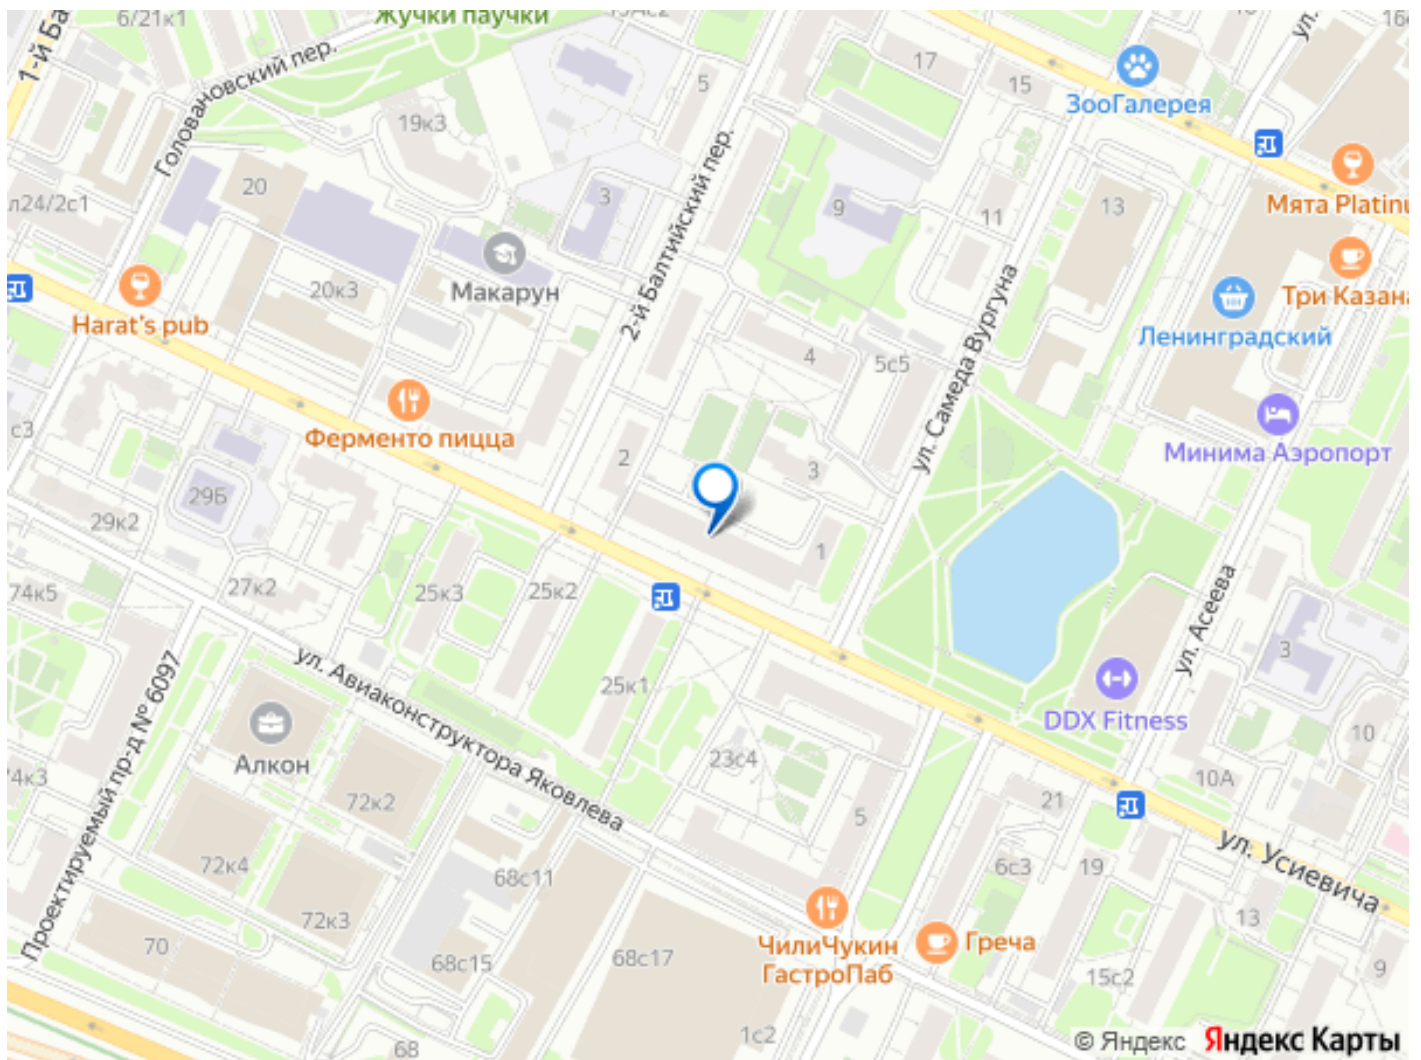 6/21к1
Жучки паучки
1-й Ба
Головановский пер.
19к3
5
17
15
ул.
16
ЗооГалерея
2-й Балтийский пер.
л24/2с1
20
3
9
11
13
Мята Platinu
Макарун
20к3
Harat's pub
ул. Самеда Вургуна
Три Казана
Ленинградский
4
5с5
с3
Ферменто пицца
Минима Аэропорт
2
3
29Б
29к2
1
74к5
27к2
25к3
25к2
ул. Асеева
3
ул. Авиаконструктора Яковлева
25к1
DDX Fitness
Проектируемый пр-д № 6097
Алкон
23с4
10
74к3
10А
72к2
21
5
ул. Усиевича
72к4
68с11
6с3
19
72к3
13
ЧилиЧукин
ГастроПаб
Греча
70
68с15
68с17
15с2
9
1с2
68
© Яндекс Яндекс Карты